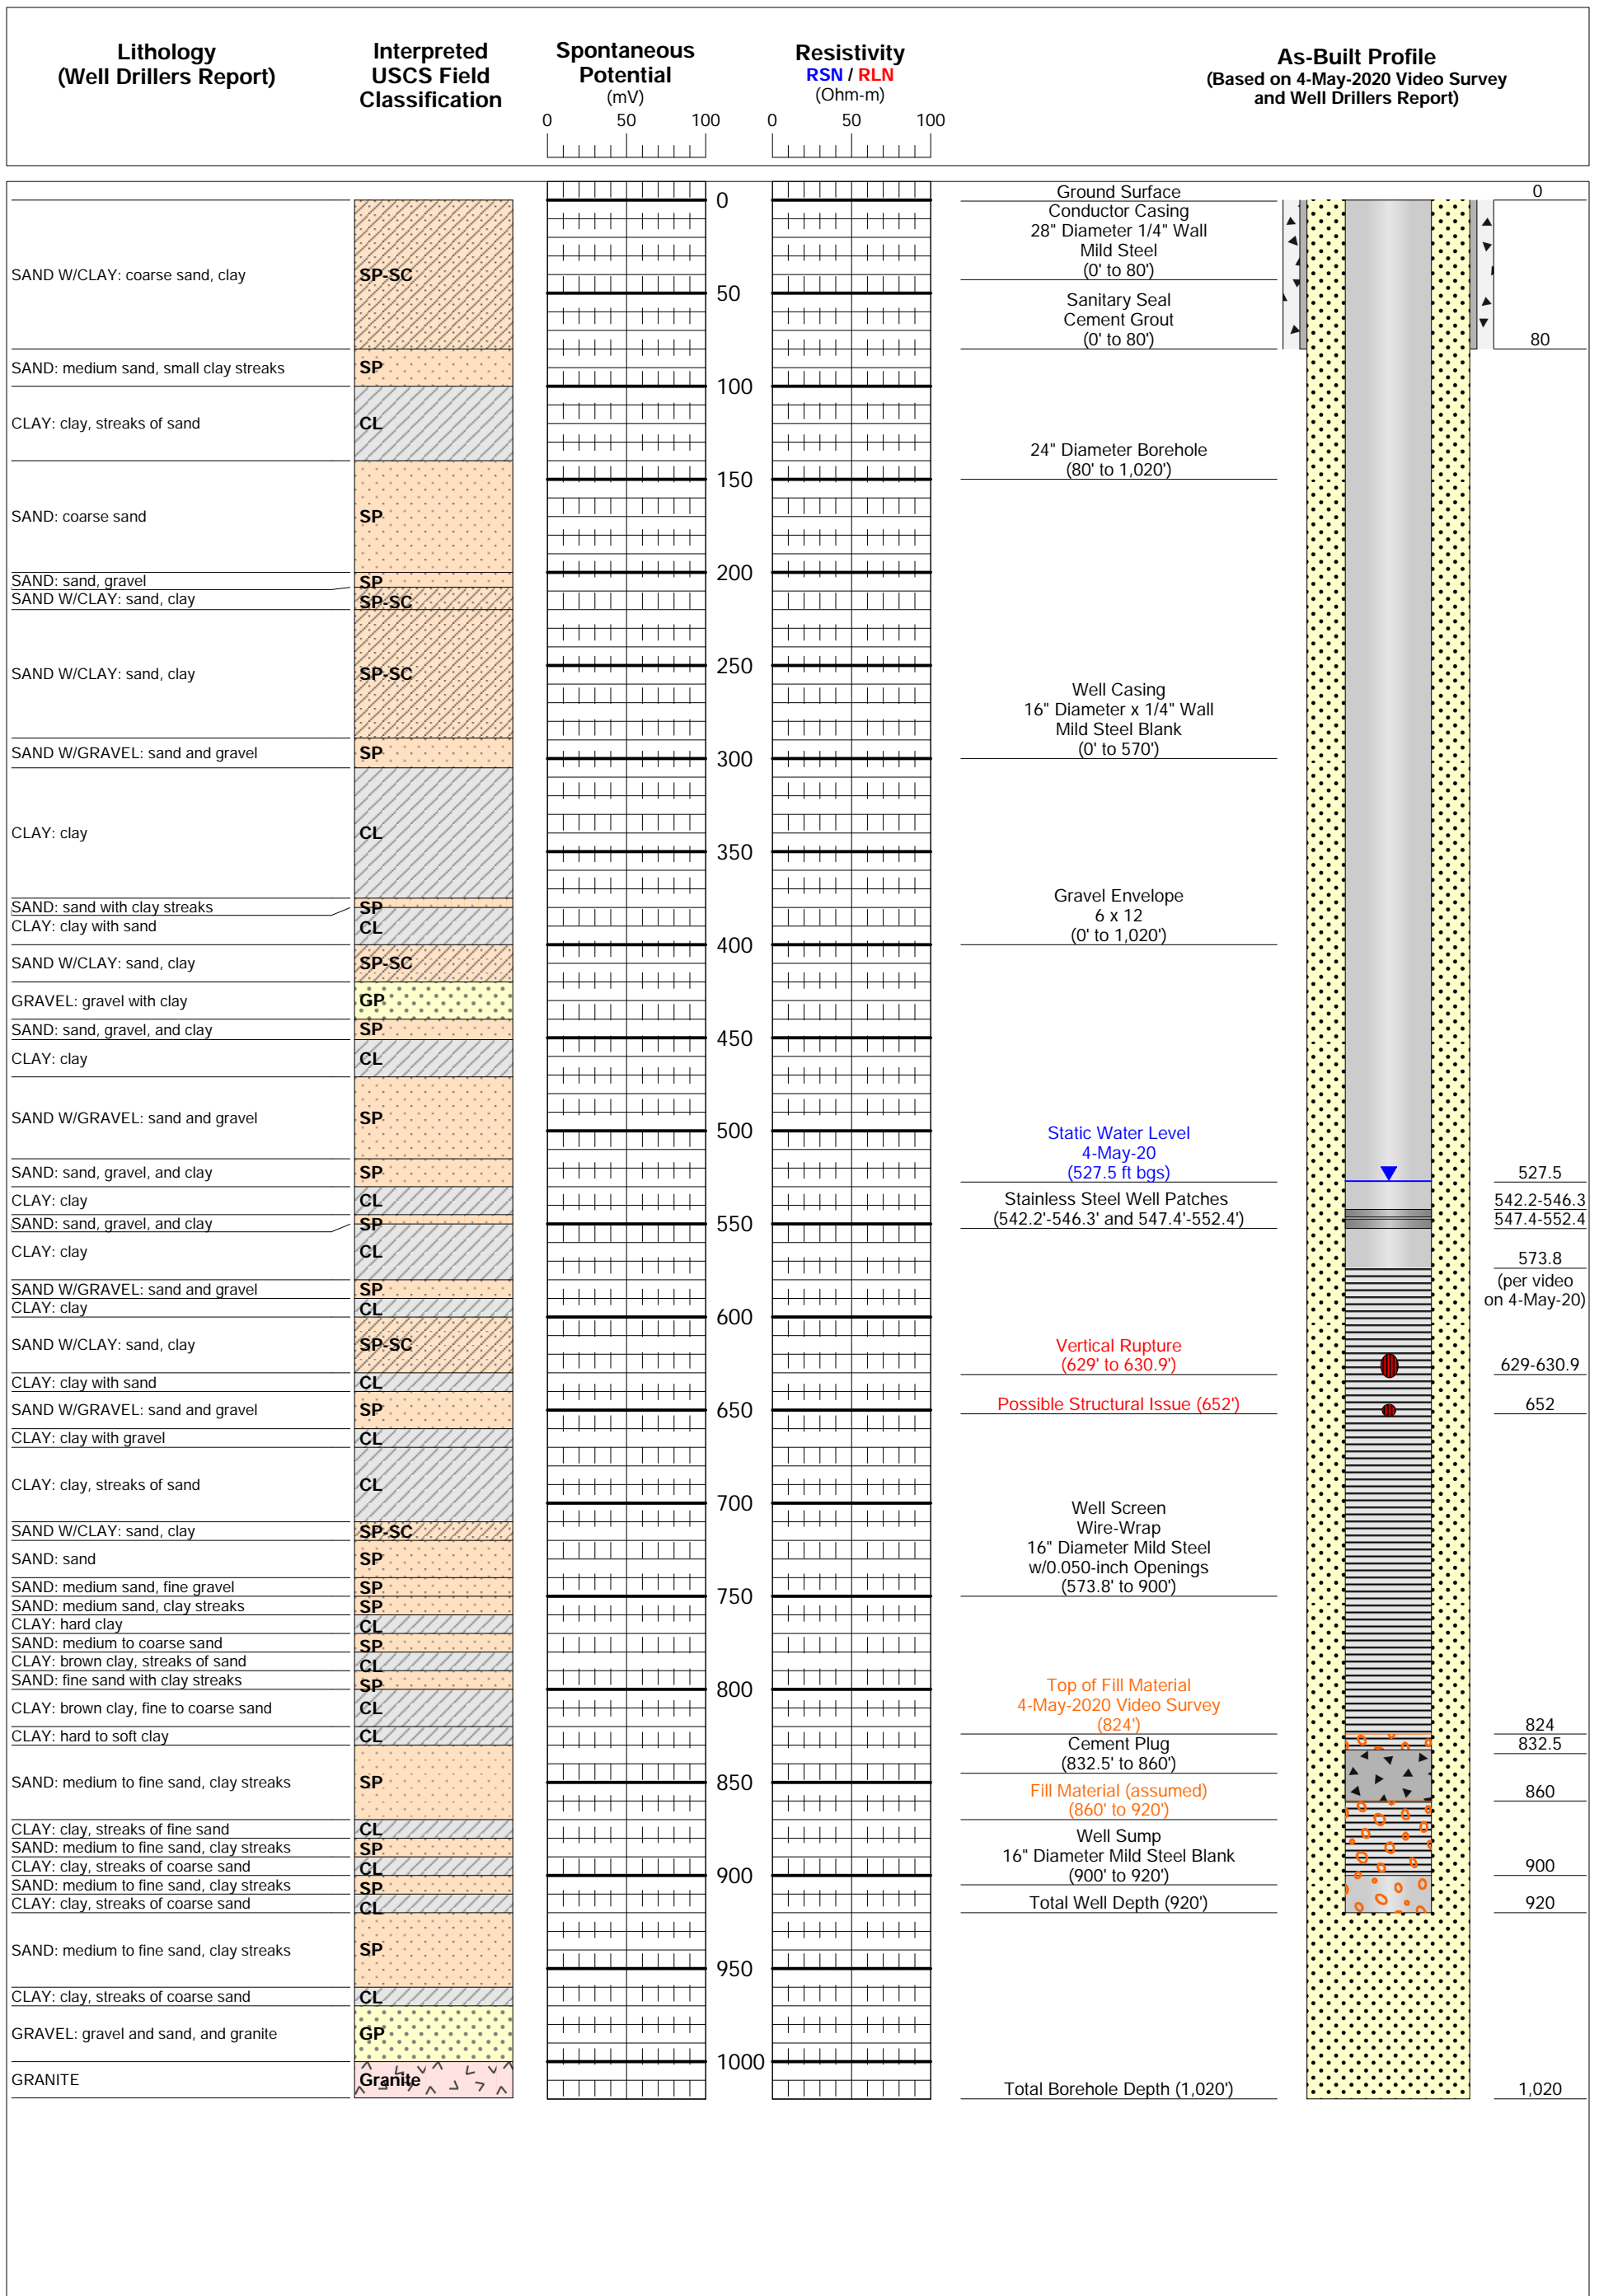 Lithology
(Well Drillers Report)
Interpreted
USCS Field
Classification
Spontaneous
Potential
(mV)
0 50 100
Resistivity
RSN / RLN
(Ohm-m)
0 50 100
As-Built Profile
(Based on 4-May-2020 Video Survey
and Well Drillers Report)
SAND W/CLAY: coarse sand, clay
SAND: medium sand, small clay streaks
CLAY: clay, streaks of sand
SAND: coarse sand
SAND: sand, gravel
SAND W/CLAY: sand, clay
SAND W/CLAY: sand, clay
SAND W/GRAVEL: sand and gravel
CLAY: clay
SAND: sand with clay streaks
CLAY: clay with sand
SAND W/CLAY: sand, clay
GRAVEL: gravel with clay
SAND: sand, gravel, and clay
CLAY: clay
SAND W/GRAVEL: sand and gravel
SAND: sand, gravel, and clay
CLAY: clay
SAND: sand, gravel, and clay
CLAY: clay
SAND W/GRAVEL: sand and gravel
CLAY: clay
SAND W/CLAY: sand, clay
CLAY: clay with sand
SAND W/GRAVEL: sand and gravel
CLAY: clay with gravel
CLAY: clay, streaks of sand
SAND W/CLAY: sand, clay
SAND: sand
SAND: medium sand, fine gravel
SAND: medium sand, clay streaks
CLAY: hard clay
SAND: medium to coarse sand
CLAY: brown clay, streaks of sand
SAND: fine sand with clay streaks
CLAY: brown clay, fine to coarse sand
CLAY: hard to soft clay
SAND: medium to fine sand, clay streaks
CLAY: clay, streaks of fine sand
SAND: medium to fine sand, clay streaks
CLAY: clay, streaks of coarse sand
SAND: medium to fine sand, clay streaks
CLAY: clay, streaks of coarse sand
SAND: medium to fine sand, clay streaks
CLAY: clay, streaks of coarse sand
GRAVEL: gravel and sand, and granite
GRANITE
SP-SC
SP
CL
SP
SP
SP-SC
SP-SC
SP
CL
SP
CL
SP-SC
GP
SP
CL
SP
SP
CL
SP
CL
SP
CL
SP-SC
CL
SP
CL
CL
SP-SC
SP
SP
SP
CL
SP
CL
SP
CL
CL
SP
CL
SP
CL
SP
CL
SP
CL
GP
Granite
0
50
100
150
200
250
300
350
400
450
500
550
600
650
700
750
800
850
900
950
1000
Ground Surface
Conductor Casing
28" Diameter 1/4" Wall
Mild Steel
(0' to 80')
Sanitary Seal
Cement Grout
(0' to 80')
24" Diameter Borehole
(80' to 1,020')
Well Casing
16" Diameter x 1/4" Wall
Mild Steel Blank
(0' to 570')
Gravel Envelope
6 x 12
(0' to 1,020')
Static Water Level
4-May-20
(527.5 ft bgs)
Stainless Steel Well Patches
(542.2'-546.3' and 547.4'-552.4')
Vertical Rupture
(629' to 630.9')
Possible Structural Issue (652')
Well Screen
Wire-Wrap
16" Diameter Mild Steel
w/0.050-inch Openings
(573.8' to 900')
Top of Fill Material
4-May-2020 Video Survey
(824')
Cement Plug
(832.5' to 860')
Fill Material (assumed)
(860' to 920')
Well Sump
16" Diameter Mild Steel Blank
(900' to 920')
Total Well Depth (920')
Total Borehole Depth (1,020')
0
80
527.5
542.2-546.3
547.4-552.4
573.8
(per video
on 4-May-20)
629-630.9
652
824
832.5
860
900
920
1,020